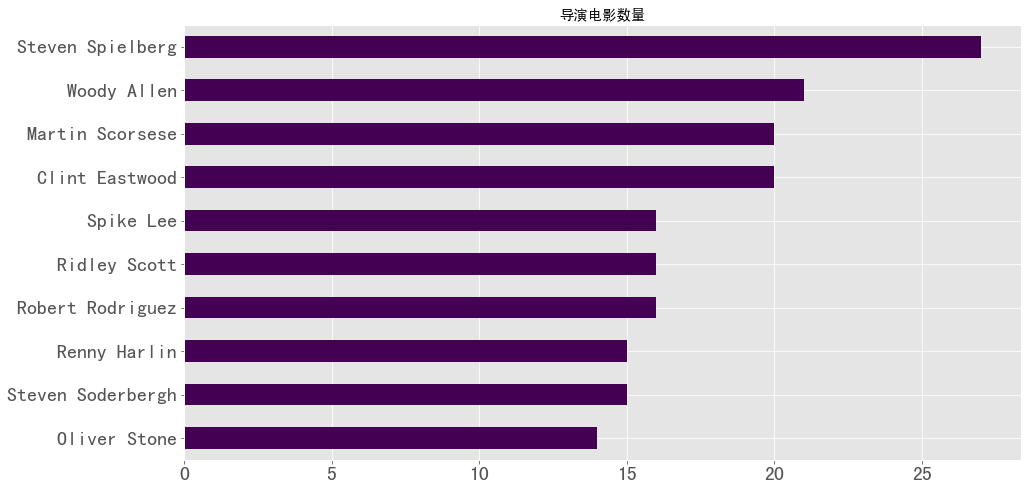 导演电影数量
Steven Spielberg
Woody Allen
Martin Scorsese
Clint Eastwood
Spike Lee
Ridley Scott
Robert Rodriguez
Renny Harlin
Steven Soderbergh
Oliver Stone
0 5 10 15 20 25